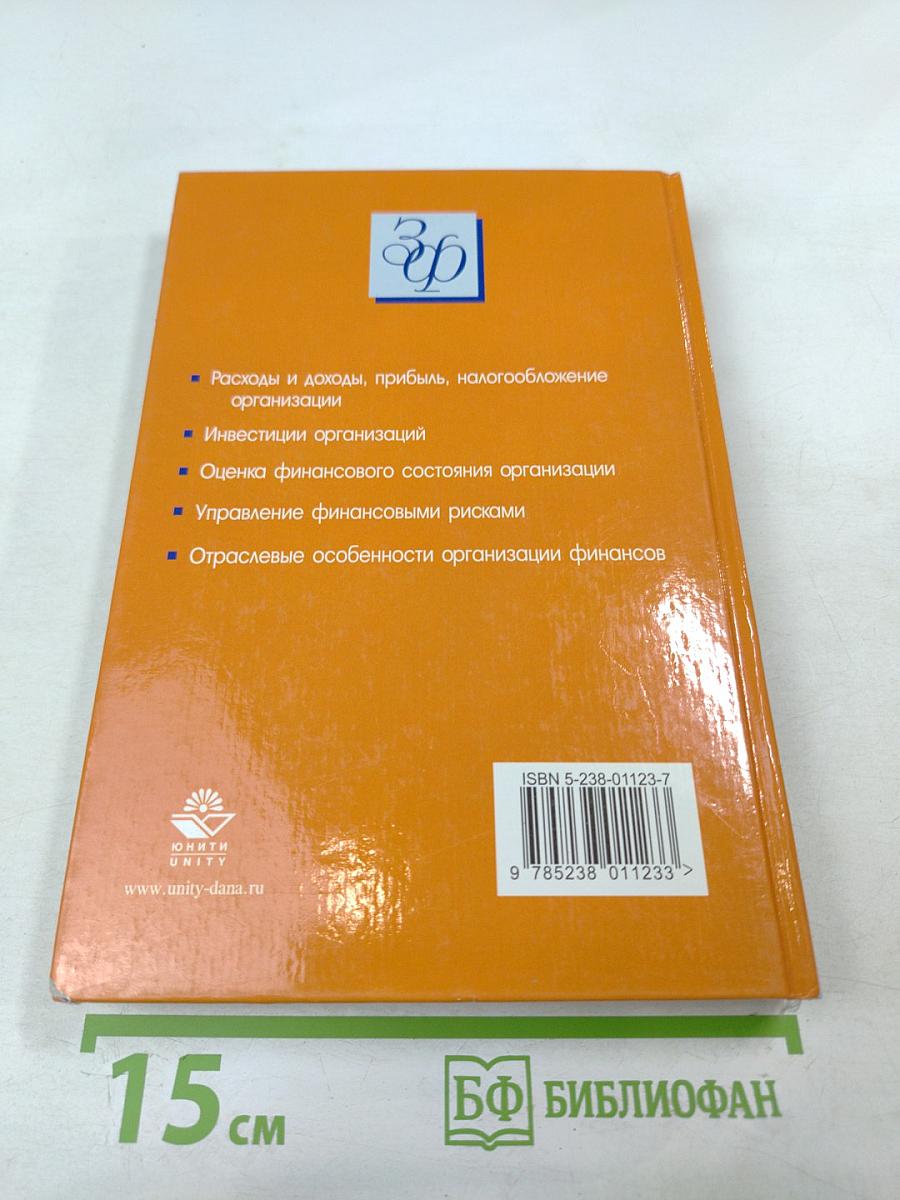 ЗФ
Расходы и доходы, прибыль, налогообложение
организации
Инвестиции организаций
Оценка финансового состояния организации
Управление финансовыми рисками
Отраслевые особенности организации финансов
ISBN 5-238-01123-7
9 785238 011233 >
ЮНИТИ
UNITY
www.unity-dana.ru
15 см
БФ БИБЛИОФАН